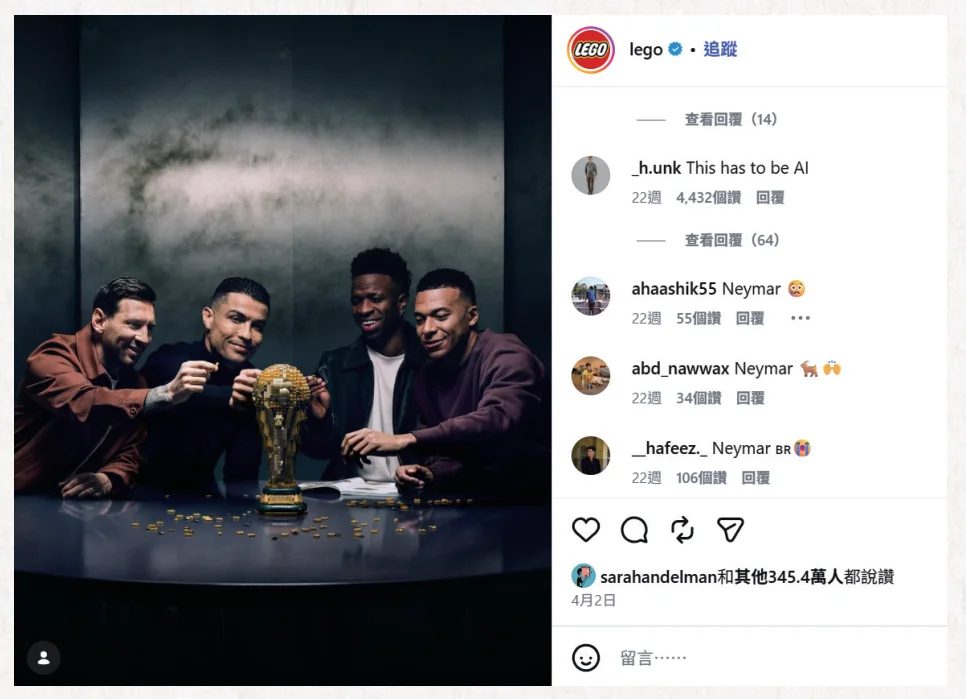 LEGO
lego • 追蹤
查看回覆（14）
_h.unk This has to be AI
22週 4,432個讚 回覆
查看回覆（64）
ahaashik55 Neymar 😳
22週 55個讚 回覆 •••
abd_nawwax Neymar 🐐🙌
22週 34個讚 回覆
__hafeez._ Neymar ʙʀ😭
22週 106個讚 回覆
sarahandelman和其他345.4萬人都說讚
4月2日
留言⋯⋯